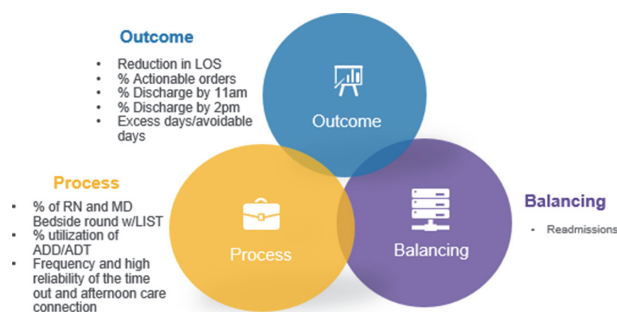 Outcome
• Reduction in LOS
• % Actionable orders
• % Discharge by 11am
• % Discharge by 2pm
• Excess days/avoidable
days
Outcome
Process
• % of RN and MD
Bedside round w/LIST
• % utilization of
ADD/ADT
• Frequency and high
reliability of the time
out and afternoon care
connection
Process
Balancing
Balancing
• Readmissions